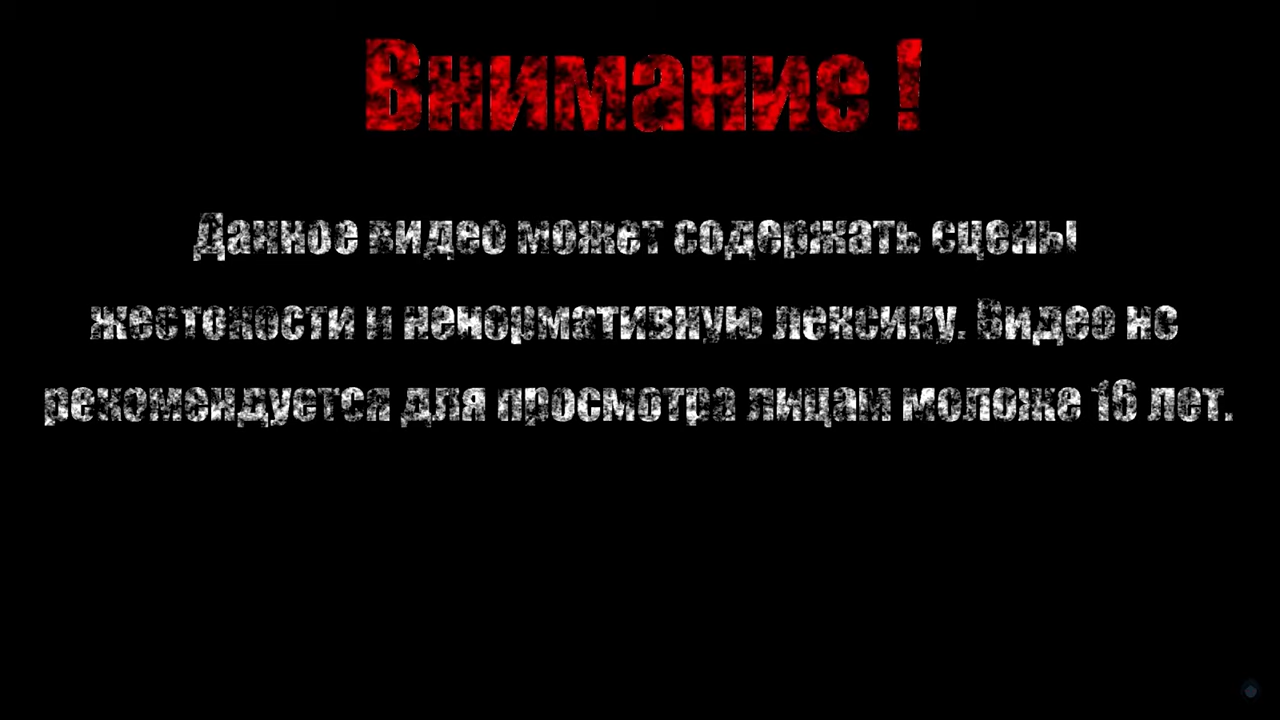 Внимание !
Данное видео может содержать сцены
жестокости и ненормативную лексику. Видео не
рекомендуется для просмотра лицам моложе 16 лет.